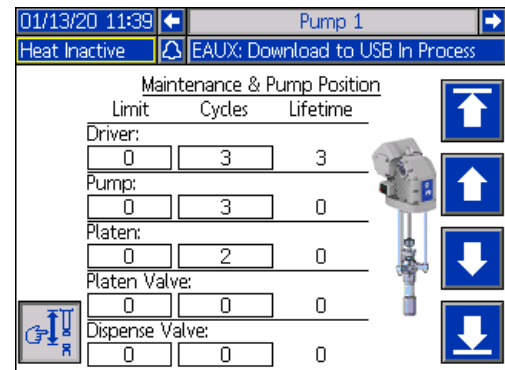 01/13/20 11:39 Pump 1
Heat Inactive EAUX: Download to USB In Process
Maintenance & Pump Position
Limit Cycles Lifetime
Driver:
0 3 3
Pump:
0 3 0
Platen:
0 2 0
Platen Valve:
0 0 0
Dispense Valve:
0 0 0